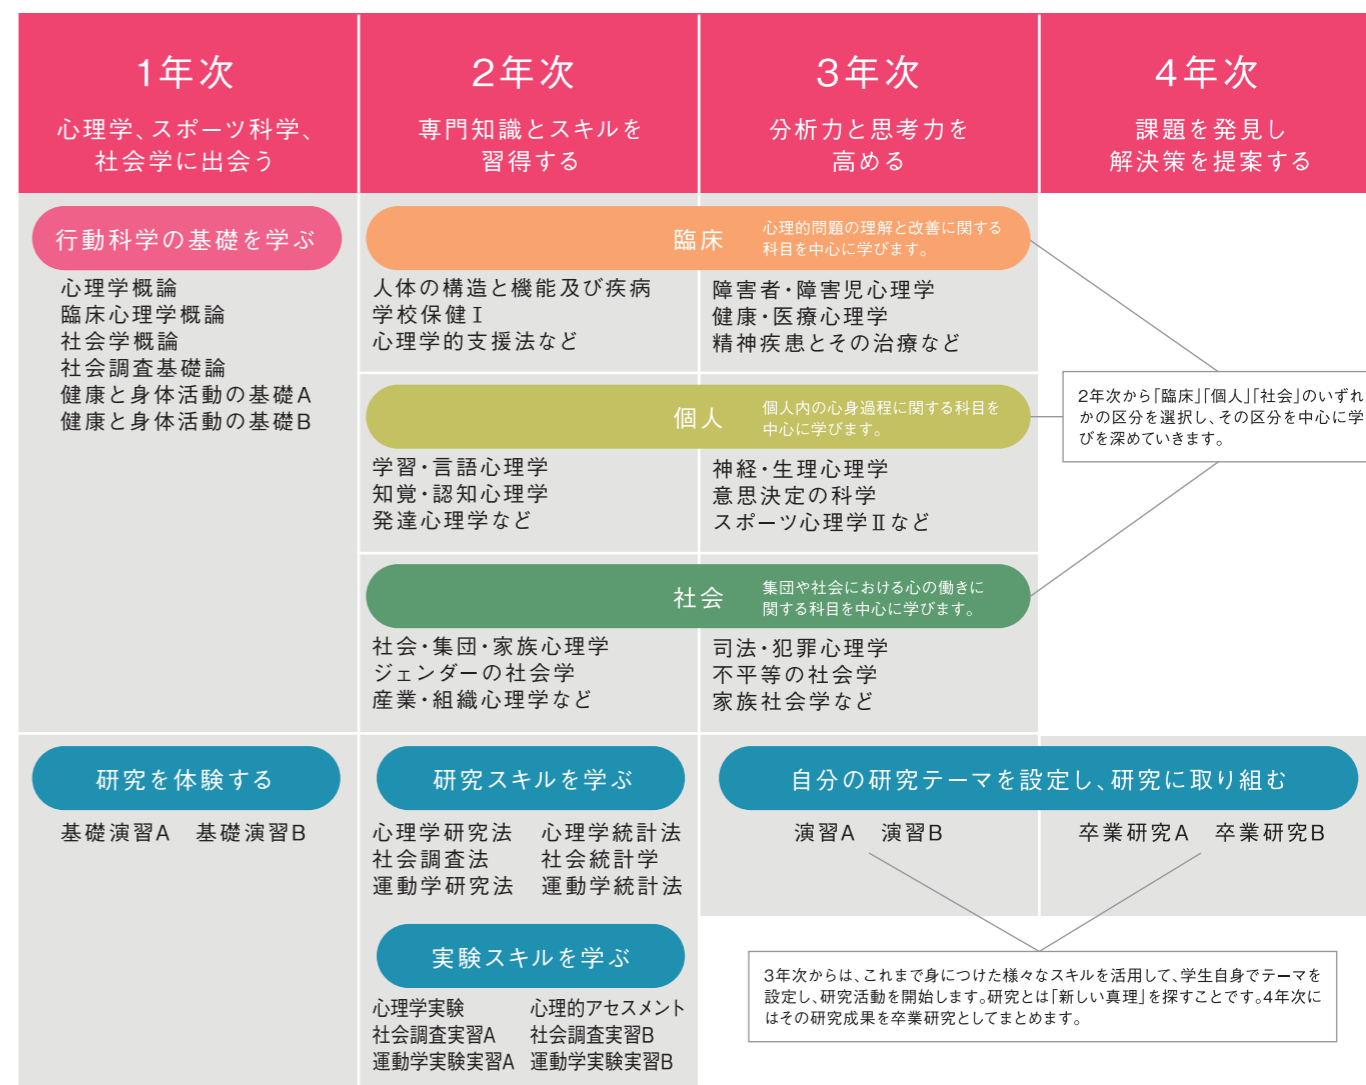 1年次
心理学、スポーツ科学、
社会学に出会う
2年次
専門知識とスキルを
習得する
3年次
分析力と思考力を
高める
4年次
課題を発見し
解決策を提案する
行動科学の基礎を学ぶ
心理学概論
臨床心理学概論
社会学概論
社会調査基礎論
健康と身体活動の基礎A
健康と身体活動の基礎B
臨床
心理的問題の理解と改善に関する
科目を中心に学びます。
人体の構造と機能及び疾病
学校保健Ⅰ
心理学的支援法など
障害者・障害児心理学
健康・医療心理学
精神疾患とその治療など
個人
個人内の心身過程に関する科目を
中心に学びます。
学習・言語心理学
知覚・認知心理学
発達心理学など
神経・生理心理学
意思決定の科学
スポーツ心理学Ⅱなど
社会
集団や社会における心の働きに
関する科目を中心に学びます。
社会・集団・家族心理学
ジェンダーの社会学
産業・組織心理学など
司法・犯罪心理学
不平等の社会学
家族社会学など
2年次から「臨床」「個人」「社会」のいずれ
かの区分を選択し、その区分を中心に学
びを深めていきます。
研究を体験する
基礎演習A 基礎演習B
研究スキルを学ぶ
心理学研究法 心理学統計法
社会調査法 社会統計学
運動学研究法 運動学統計法
実験スキルを学ぶ
心理学実験 心理的アセスメント
社会調査実習A 社会調査実習B
運動学実験実習A 運動学実験実習B
自分の研究テーマを設定し、研究に取り組む
演習A 演習B
卒業研究A 卒業研究B
3年次からは、これまで身につけた様々なスキルを活用して、学生自身でテーマを
設定し、研究活動を開始します。研究とは「新しい真理」を探すことです。4年次に
はその研究成果を卒業研究としてまとめます。